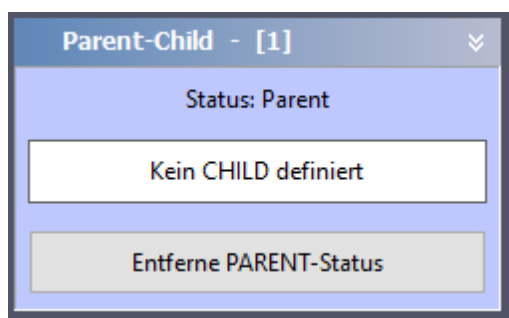 Parent-Child - [1]
Status: Parent
Kein CHILD definiert
Entferne PARENT-Status